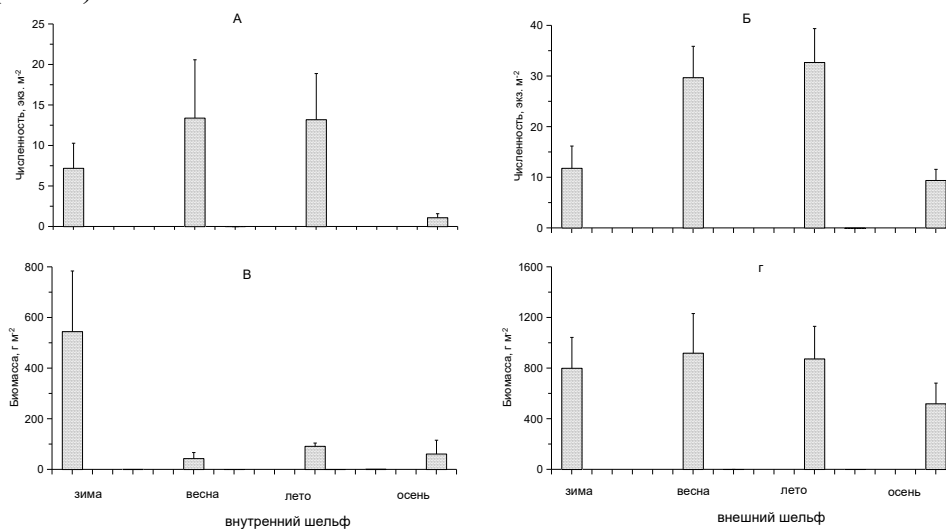 А
Численность, экз. м-2
25
20
15
10
5
0
Б
Численность, экз. м-2
40
30
20
10
0
В
Биомасса, г м-2
800
600
400
200
0
зима весна лето осень
внутренний шельф
г
Биомасса, г м-2
1600
1200
800
400
0
зима весна лето осень
внешний шельф